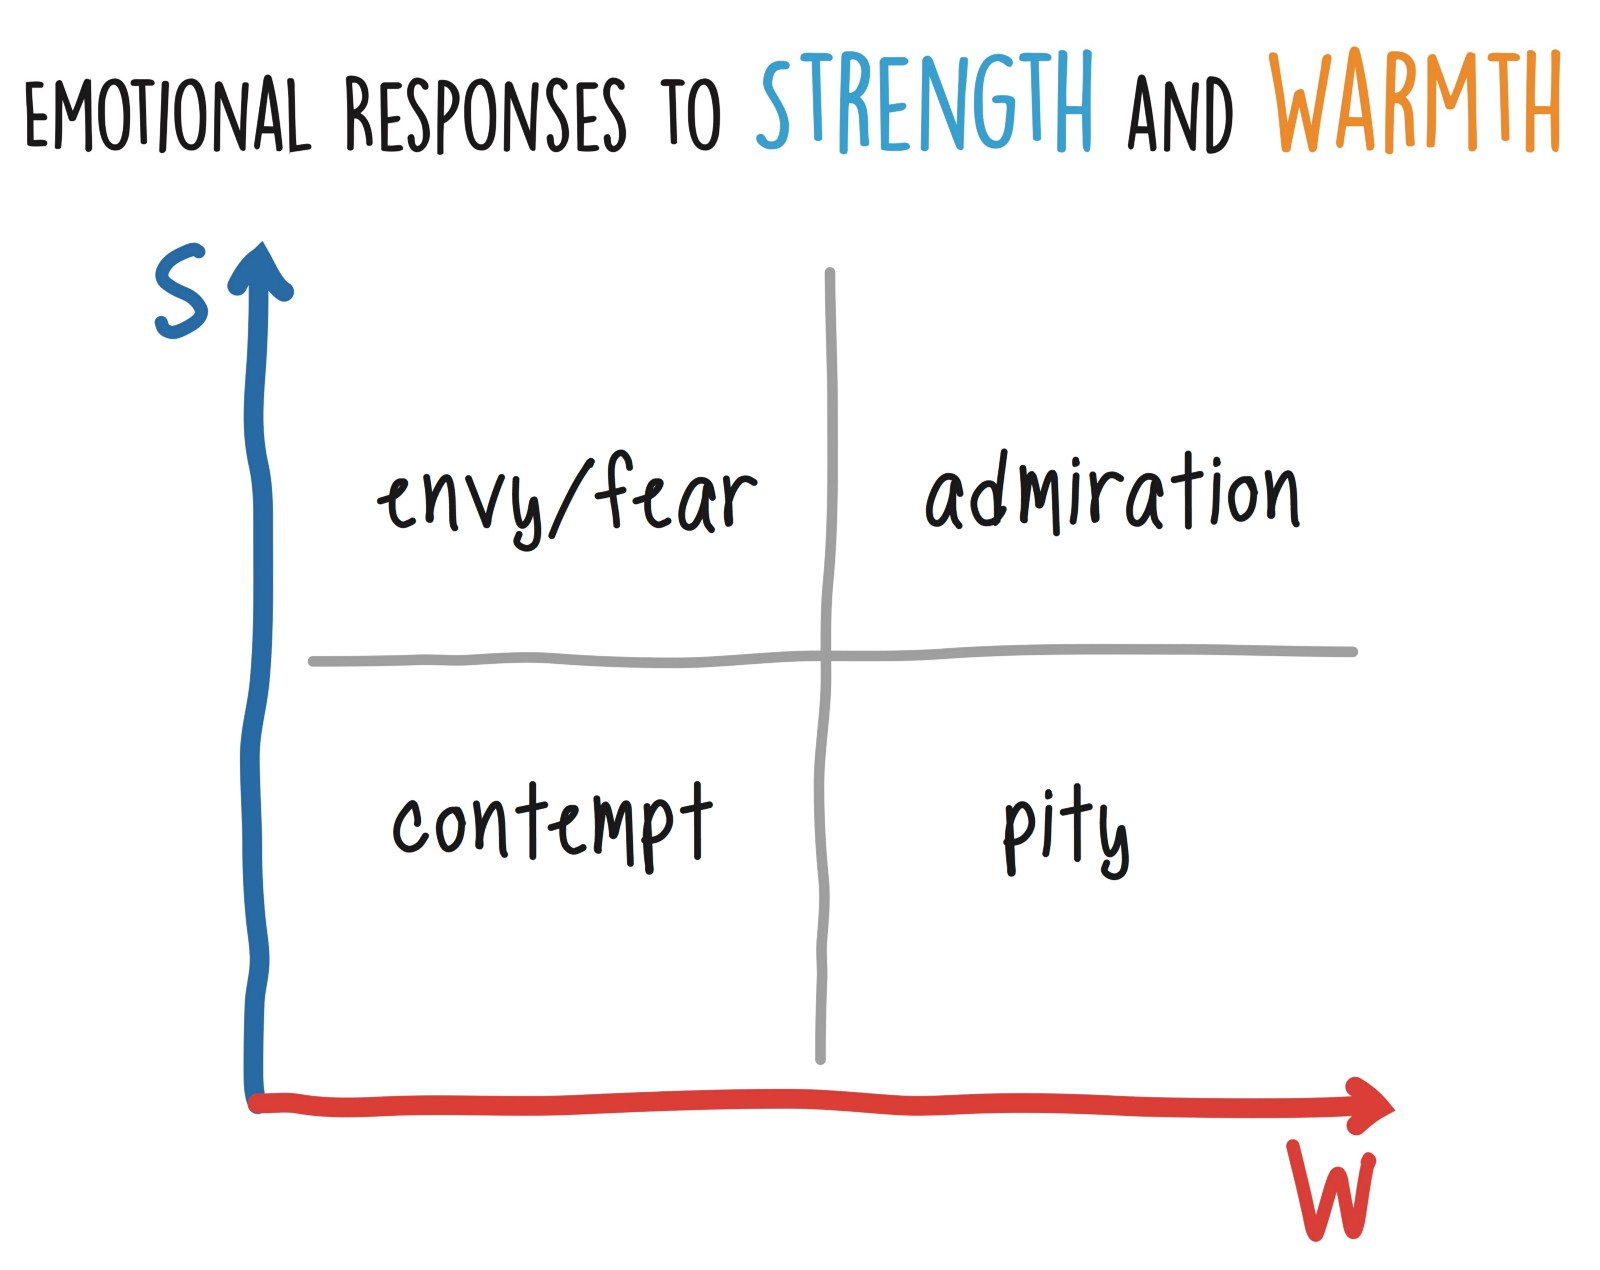 EMOTIONAL RESPONSES TO STRENGTH AND WARMTH
S
envy/fear
admiration
contempt
pity
W